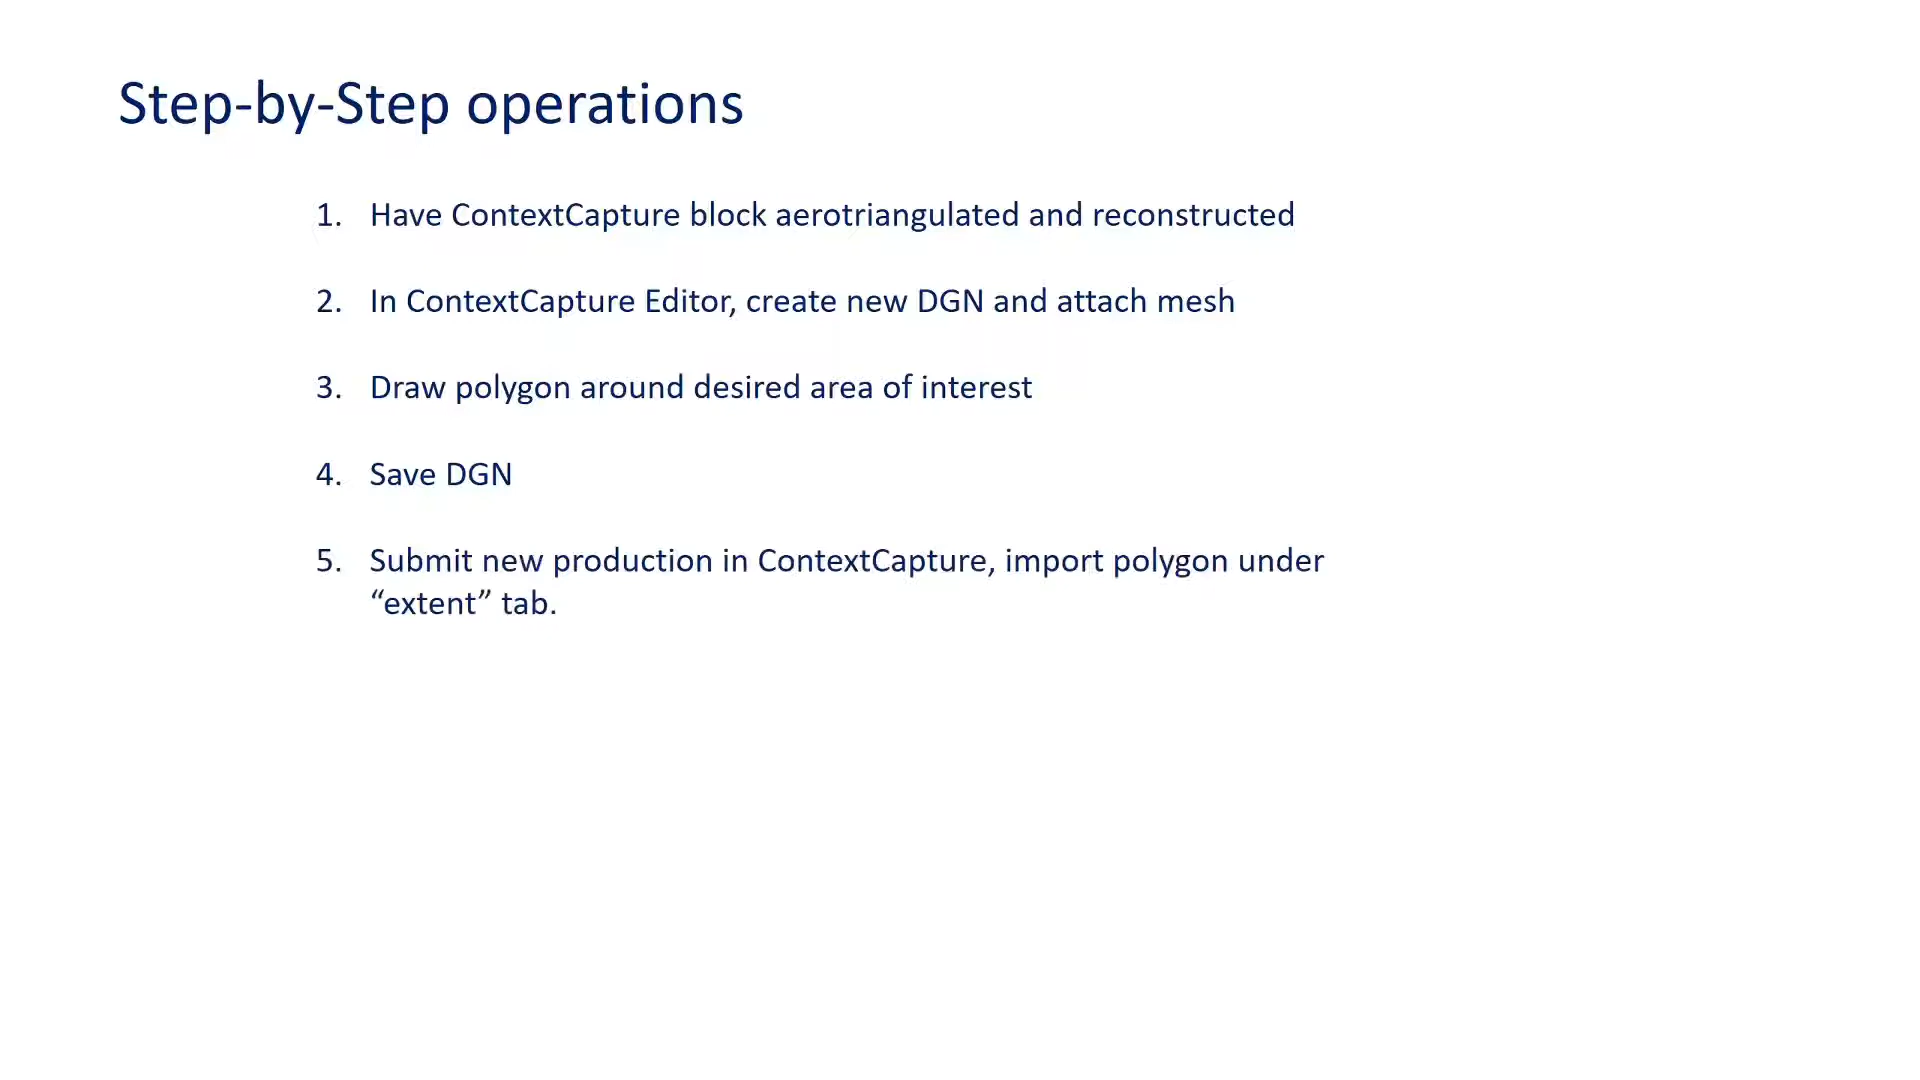 Step-by-Step operations
1. Have ContextCapture block aerotriangulated and reconstructed
2. In ContextCapture Editor, create new DGN and attach mesh
3. Draw polygon around desired area of interest
4. Save DGN
5. Submit new production in ContextCapture, import polygon under
“extent” tab.